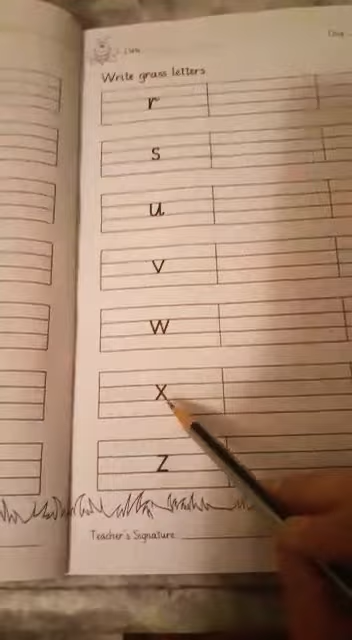 Write grass letters
r
s
u
v
w
x
z
Teacher's Signature